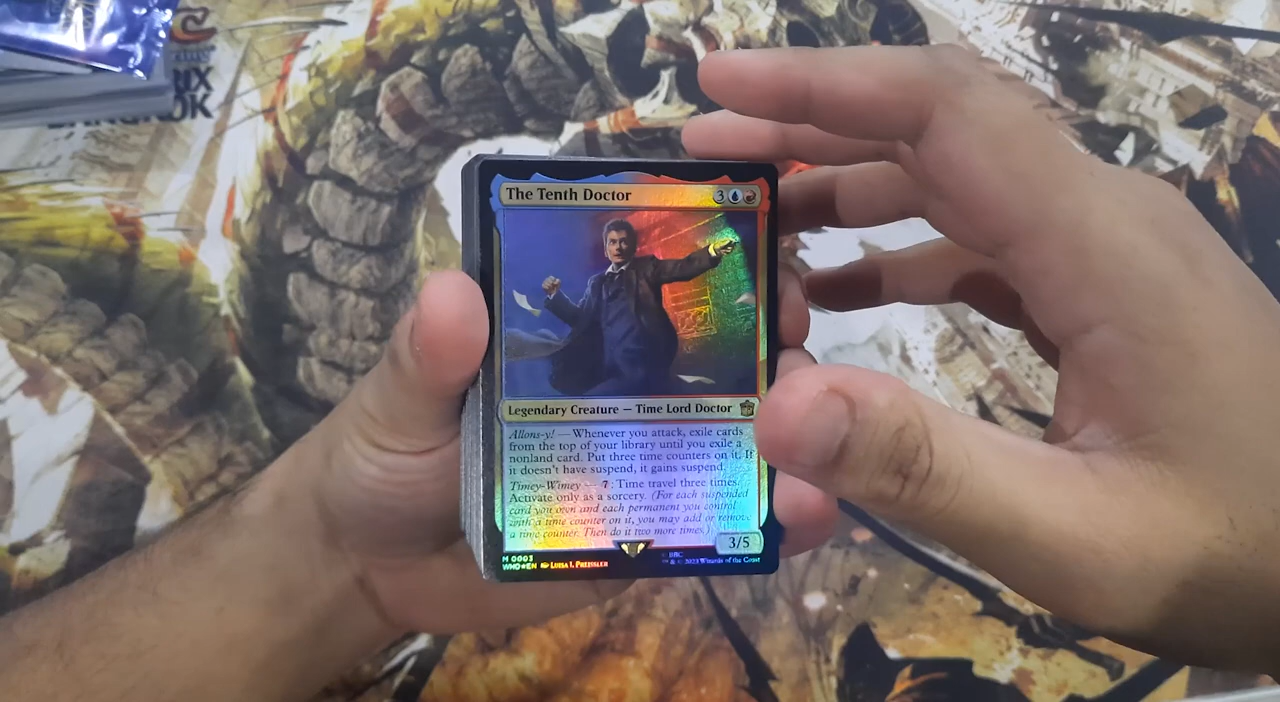 RIX
BANGKOK
The Tenth Doctor 3
Legendary Creature — Time Lord Doctor
Allons-y! — Whenever you attack, exile cards
from the top of your library until you exile a
nonland card. Put three time counters on it. If
it doesn't have suspend, it gains suspend.
Timey-Wimey — 7: Time travel three times.
Activate only as a sorcery. (For each suspended
card you own and each permanent you control
with a time counter on it, you may add or remove
a time counter. Then do it two more times.)
3/5
M 0003
WHO★EN Luisa J. Preissler
© BBC
™ & © 2023 Wizards of the Coast